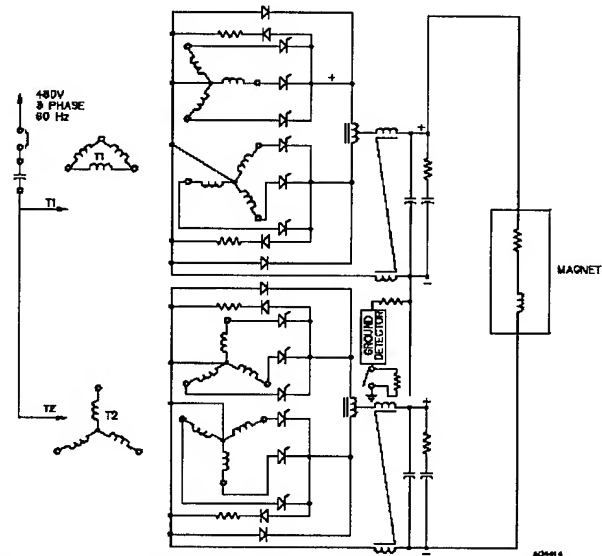 480V
3 PHASE
60 Hz
T1
T1
+
+
MAGNET
-
GROUND
DETECTOR
T2
T2
+
-